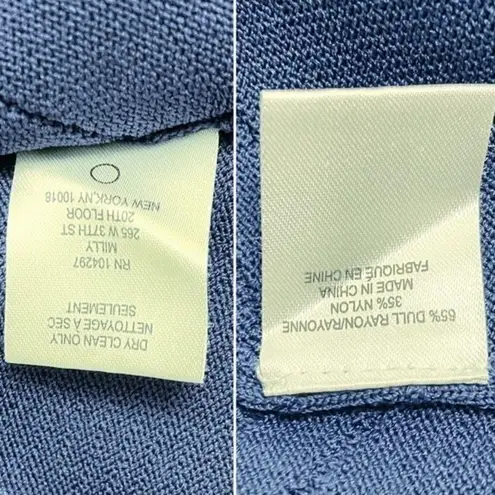 DRY CLEAN ONLY
NETTOYAGE À SEC
SEULEMENT
RN 104297
MILLY
265 W 37TH ST
20TH FLOOR
NEW YORK, NY 10018
65% DULL RAYON/RAYONNE
35% NYLON
MADE IN CHINA
FABRIQUÉ EN CHINE